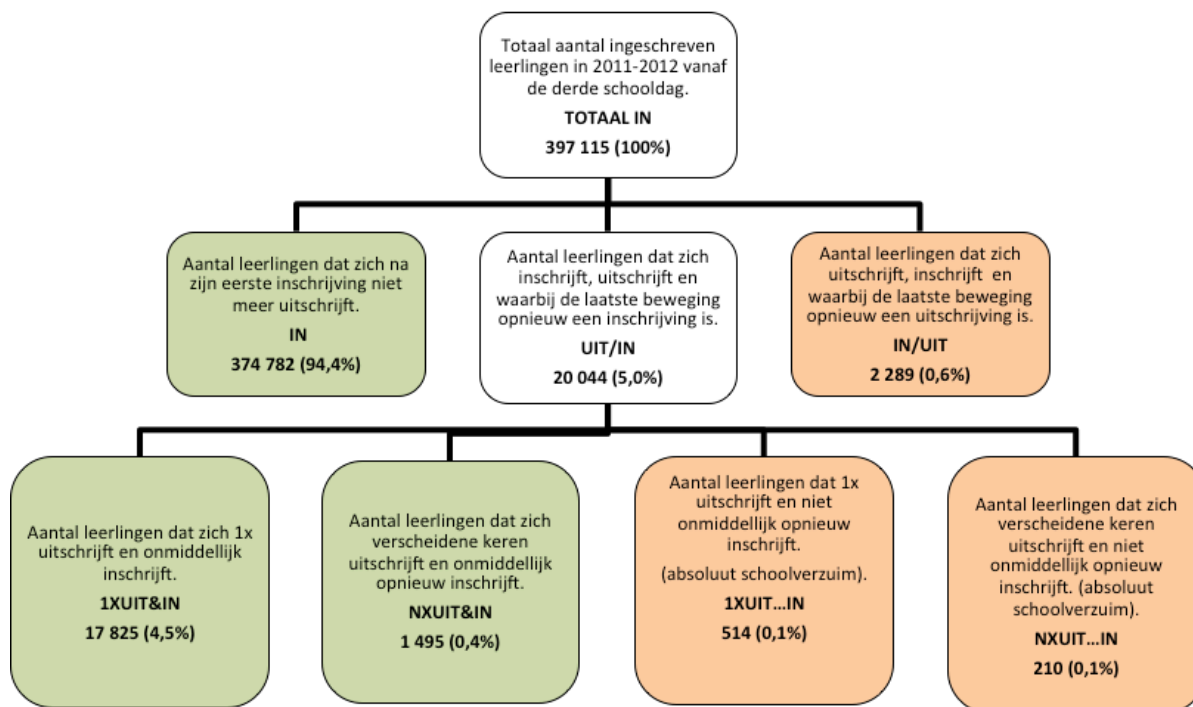 Totaal aantal ingeschreven
leerlingen in 2011-2012 vanaf
de derde schooldag.
TOTAAL IN
397 115 (100%)
Aantal leerlingen dat zich na
zijn eerste inschrijving niet
meer uitschrijft.
IN
374 782 (94,4%)
Aantal leerlingen dat zich
inschrijft, uitschrijft en
waarbij de laatste beweging
opnieuw een inschrijving is.
UIT/IN
20 044 (5,0%)
Aantal leerlingen dat zich
uitschrijft, inschrijft en
waarbij de laatste beweging
opnieuw een uitschrijving is.
IN/UIT
2 289 (0,6%)
Aantal leerlingen dat zich 1x
uitschrijft en onmiddellijk
inschrijft.
1XUIT&IN
17 825 (4,5%)
Aantal leerlingen dat zich
verscheidene keren
uitschrijft en onmiddellijk
opnieuw inschrijft.
NXUIT&IN
1 495 (0,4%)
Aantal leerlingen dat 1x
uitschrijft en niet
onmiddellijk opnieuw
inschrijft.
(absoluut schoolverzuim).
1XUIT...IN
514 (0,1%)
Aantal leerlingen dat zich
verscheidene keren
uitschrijft en niet
onmiddellijk opnieuw
inschrijft. (absoluut
schoolverzuim).
NXUIT...IN
210 (0,1%)